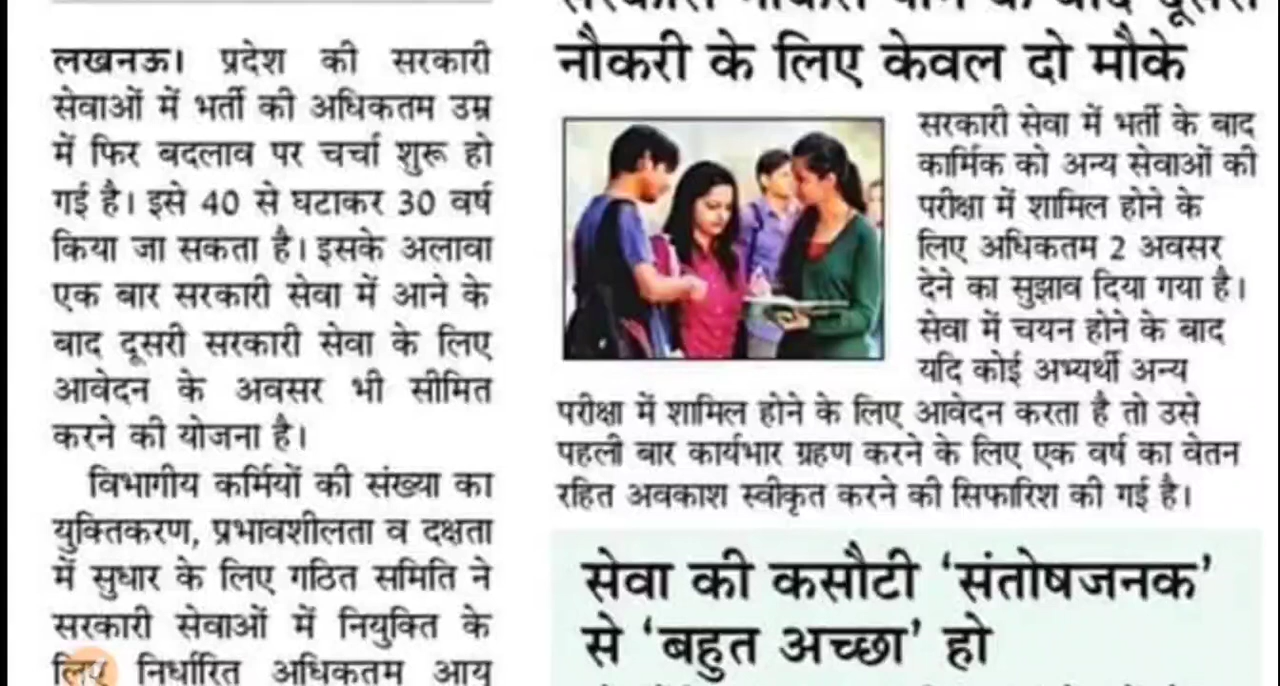 लखनऊ। प्रदेश की सरकारी
सेवाओं में भर्ती की अधिकतम उम्र
में फिर बदलाव पर चर्चा शुरू हो
गई है। इसे 40 से घटाकर 30 वर्ष
किया जा सकता है। इसके अलावा
एक बार सरकारी सेवा में आने के
बाद दूसरी सरकारी सेवा के लिए
आवेदन के अवसर भी सीमित
करने की योजना है।
विभागीय कर्मियों की संख्या का
युक्तिकरण, प्रभावशीलता व दक्षता
में सुधार के लिए गठित समिति ने
सरकारी सेवाओं में नियुक्ति के
लिए निर्धारित अधिकतम आयु
सरकारी नौकरी पाने के बाद दूसरी
नौकरी के लिए केवल दो मौके
सरकारी सेवा में भर्ती के बाद
कार्मिक को अन्य सेवाओं की
परीक्षा में शामिल होने के
लिए अधिकतम 2 अवसर
देने का सुझाव दिया गया है।
सेवा में चयन होने के बाद
यदि कोई अभ्यर्थी अन्य
परीक्षा में शामिल होने के लिए आवेदन करता है तो उसे
पहली बार कार्यभार ग्रहण करने के लिए एक वर्ष का वेतन
रहित अवकाश स्वीकृत करने की सिफारिश की गई है।
सेवा की कसौटी ‘संतोषजनक’
से ‘बहुत अच्छा’ हो